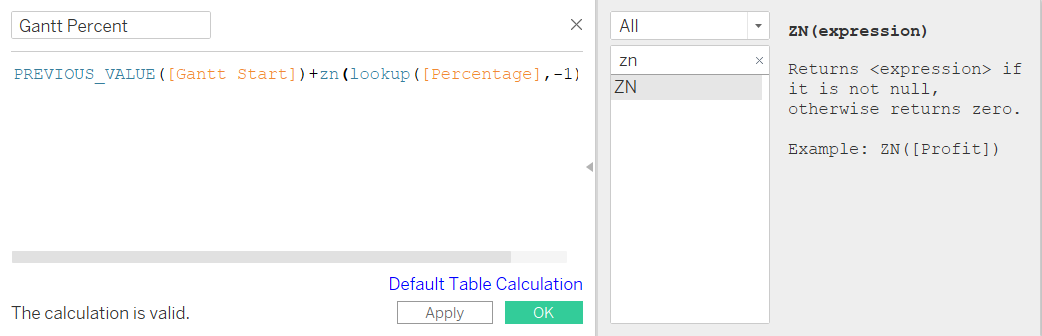 Gantt Percent
PREVIOUS_VALUE([Gantt Start])+zn(lookup([Percentage],-1)
Default Table Calculation
The calculation is valid.
Apply
OK
All
zn
ZN
ZN(expression)
Returns <expression> if
it is not null,
otherwise returns zero.
Example: ZN([Profit])